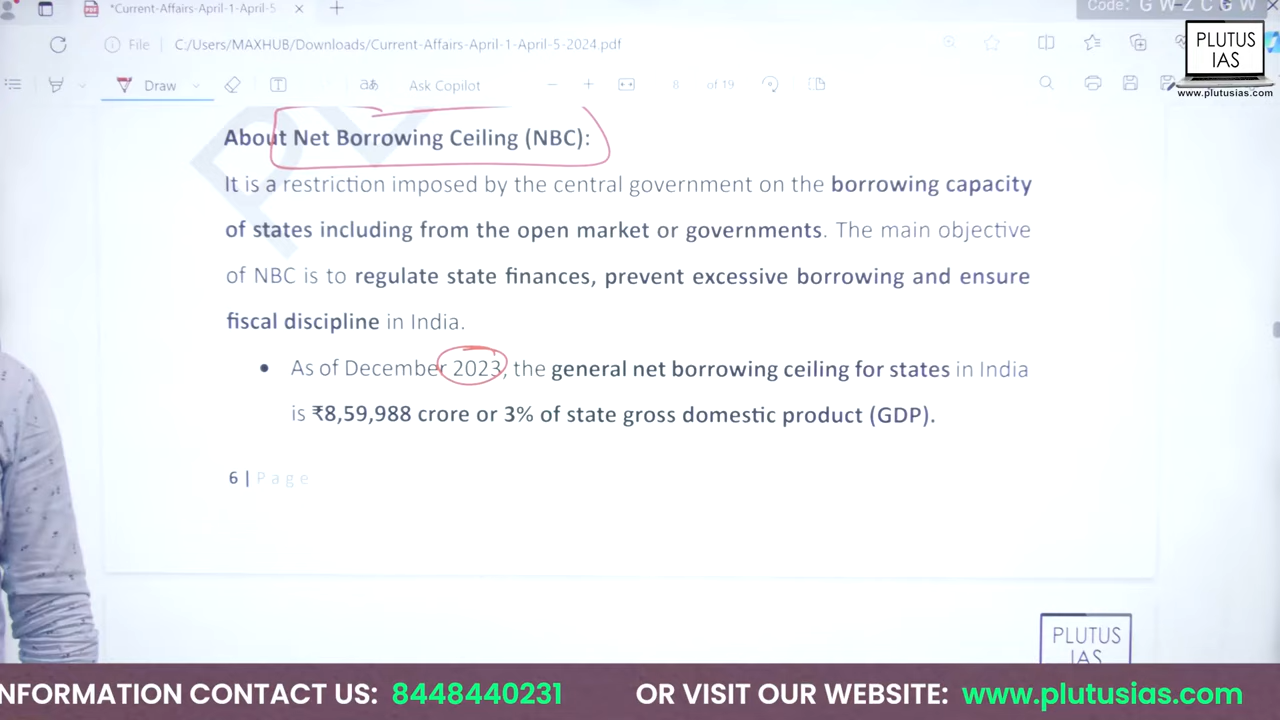 *Current-Affairs-April-1-April-5
Code: G W-Z C G W
File C:/Users/MAXHUB/Downloads/Current-Affairs-April-1-April-5-2024.pdf
PLUTUS
IAS
www.plutusias.com
Draw Ask Copilot 8 of 19
About Net Borrowing Ceiling (NBC):
It is a restriction imposed by the central government on the borrowing capacity
of states including from the open market or governments. The main objective
of NBC is to regulate state finances, prevent excessive borrowing and ensure
fiscal discipline in India.
• As of December 2023, the general net borrowing ceiling for states in India
is ₹8,59,988 crore or 3% of state gross domestic product (GDP).
6 | Page
PLUTUS
IAS
NFORMATION CONTACT US: 8448440231 OR VISIT OUR WEBSITE: www.plutusias.com